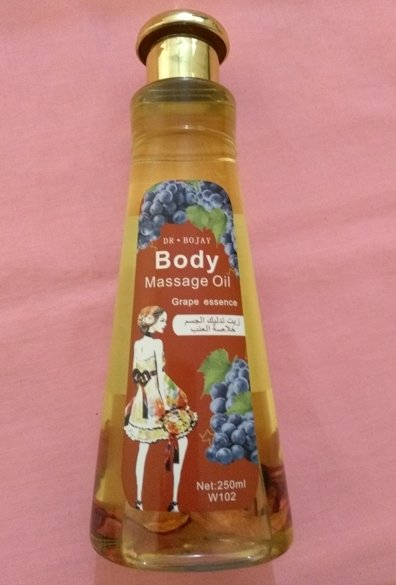 DR • BOJAY
Body
Massage Oil
Grape essence
زيت تدليك الجسم
خلاصة العنب
Net:250ml
W102